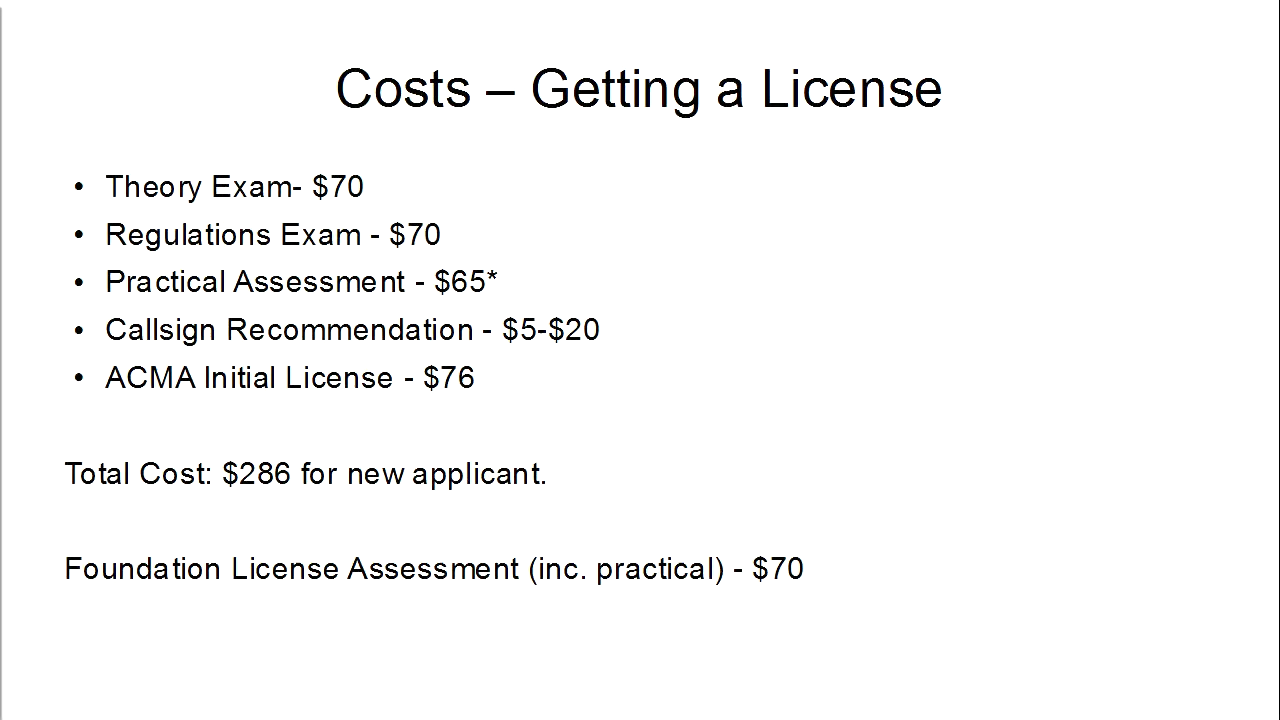 Costs – Getting a License
• Theory Exam- $70
• Regulations Exam - $70
• Practical Assessment - $65*
• Callsign Recommendation - $5-$20
• ACMA Initial License - $76
Total Cost: $286 for new applicant.
Foundation License Assessment (inc. practical) - $70